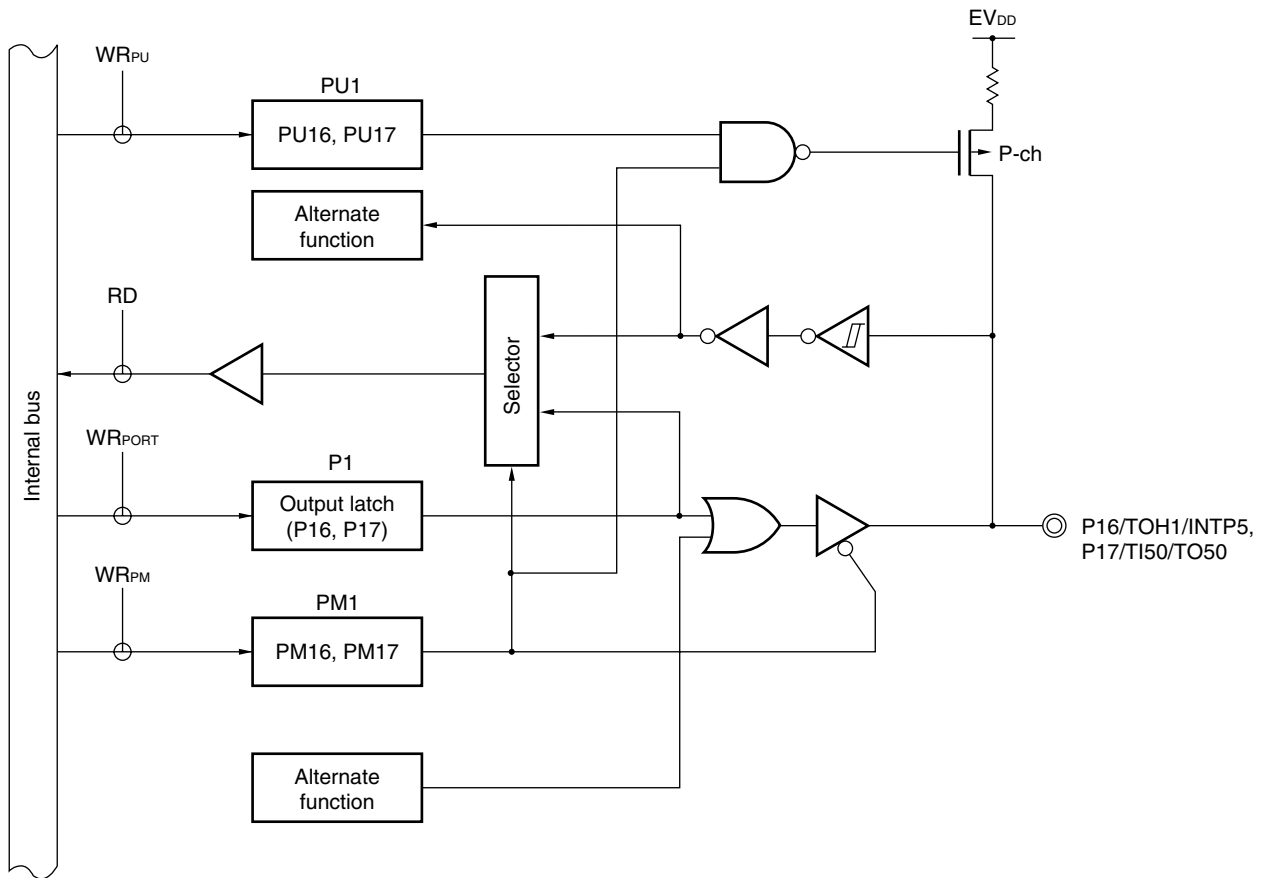 EVDD
WRPU
PU1
PU16, PU17
P-ch
Alternate
function
RD
Selector
Internal bus
WRPORT
P1
Output latch
(P16, P17)
P16/TOH1/INTP5,
P17/TI50/TO50
WRPM
PM1
PM16, PM17
Alternate
function